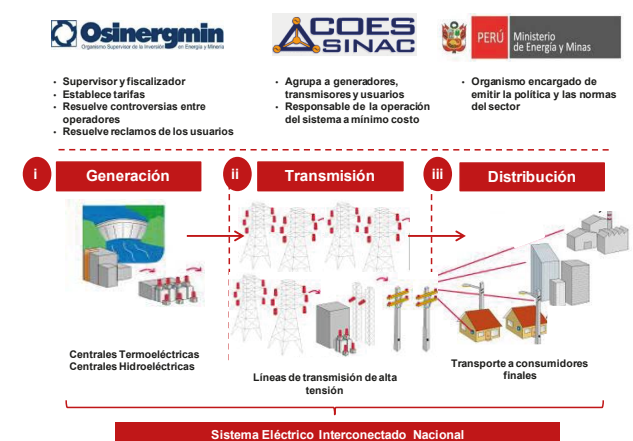 Osinergmin
Organismo Supervisor de la Inversión en Energía y Minería
• Supervisor y fiscalizador
• Establece tarifas
• Resuelve controversias entre
operadores
• Resuelve reclamos de los usuarios
COES
SINAC
• Agrupa a generadores,
transmisores y usuarios
• Responsable de la operación
del sistema a mínimo costo
PERÚ
Ministerio
de Energía y Minas
• Organismo encargado de
emitir la política y las normas
del sector
i
Generación
ii
Transmisión
iii
Distribución
Centrales Termoeléctricas
Centrales Hidroeléctricas
Líneas de transmisión de alta
tensión
Transporte a consumidores
finales
Sistema Eléctrico Interconectado Nacional